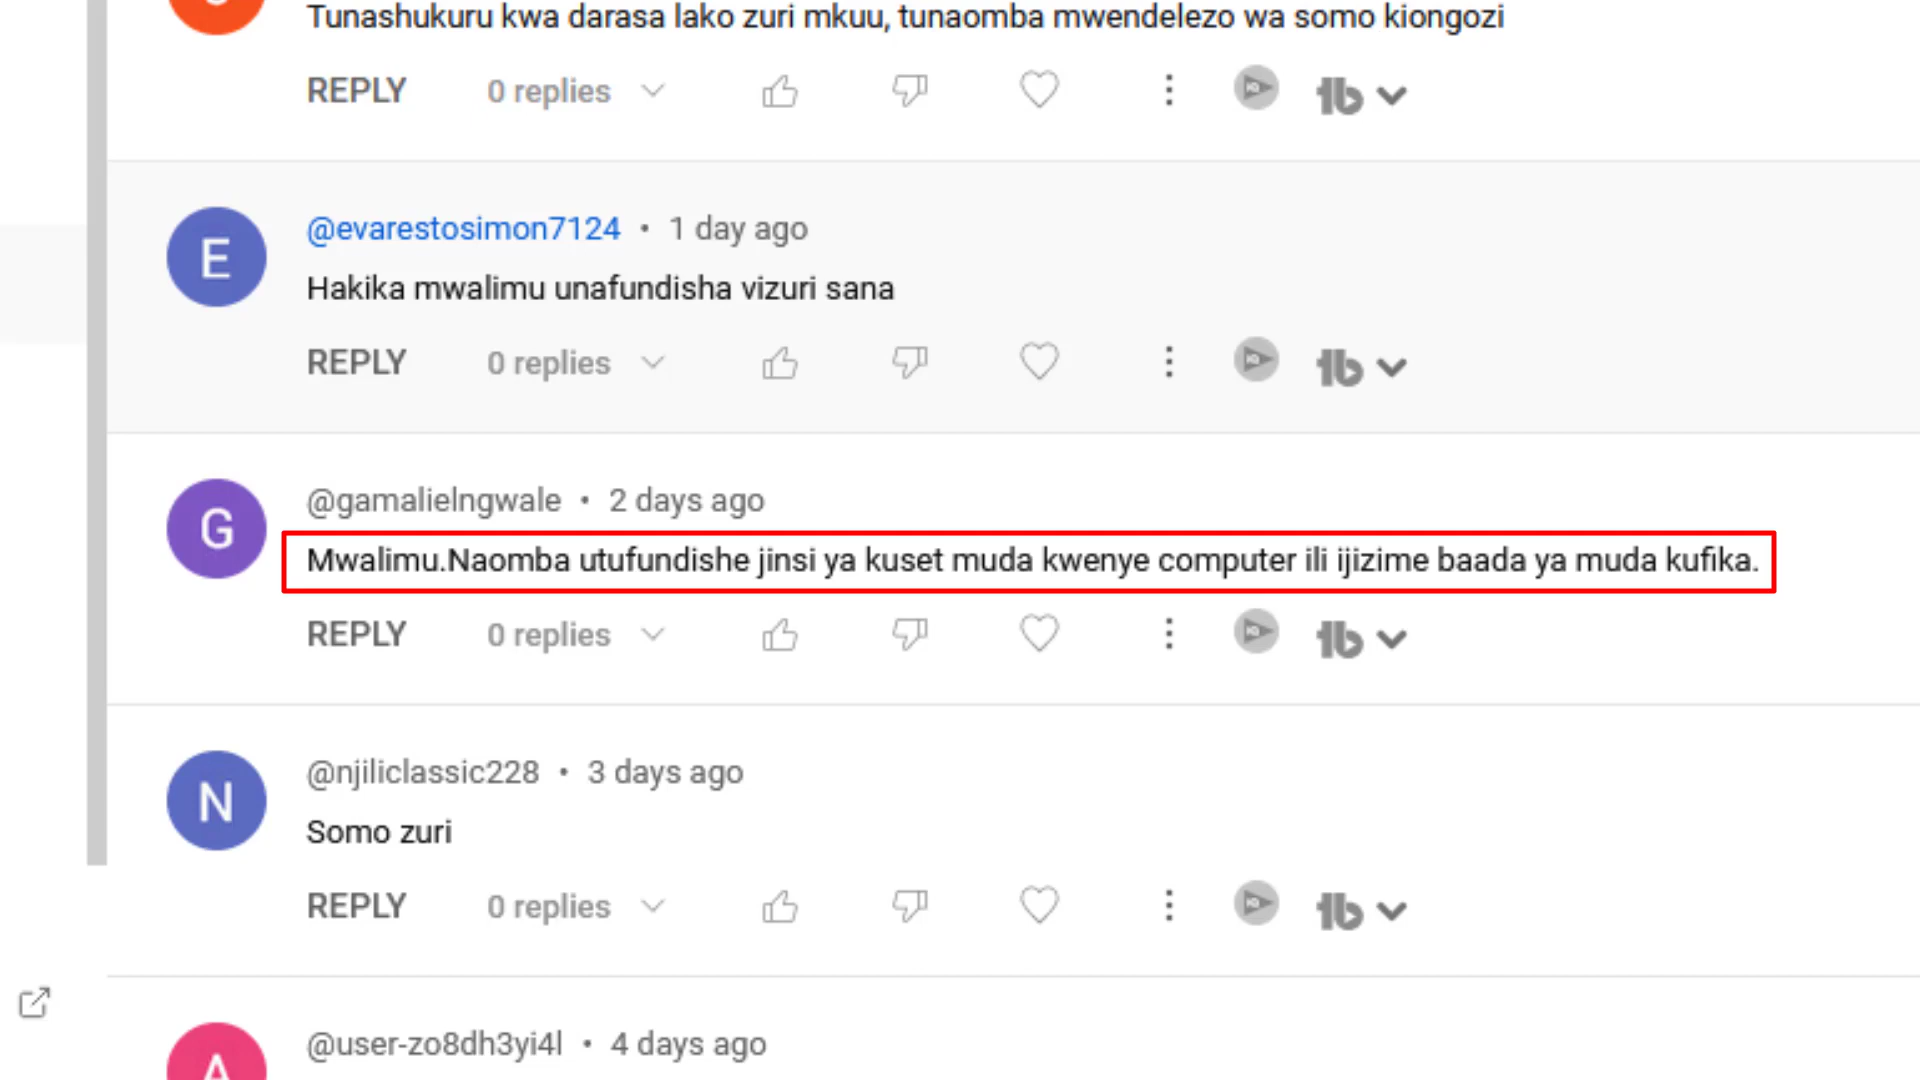 Tunashukuru kwa darasa lako zuri mkuu, tunaomba mwendelezo wa somo kiongozi
REPLY 0 replies
E
@evarestosimon7124 • 1 day ago
Hakika mwalimu unafundisha vizuri sana
REPLY 0 replies
G
@gamalielngwale • 2 days ago
Mwalimu.Naomba utufundishe jinsi ya kuset muda kwenye computer ili ijizime baada ya muda kufika.
REPLY 0 replies
N
@njiliclassic228 • 3 days ago
Somo zuri
REPLY 0 replies
A
@user-zo8dh3yi4l • 4 days ago